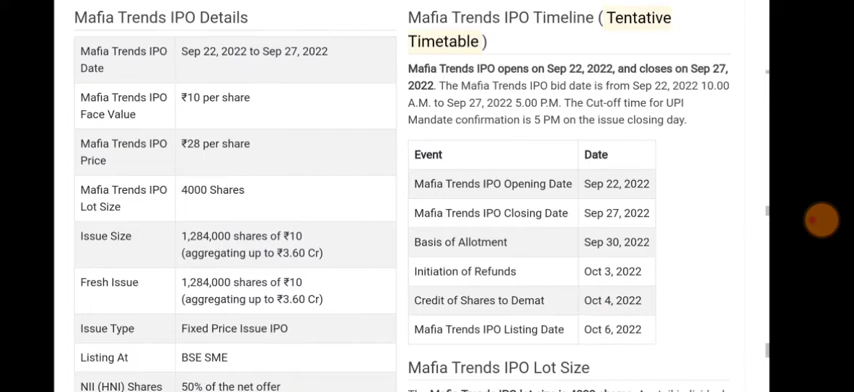 Mafia Trends IPO Details
Mafia Trends IPO Date
Sep 22, 2022 to Sep 27, 2022
Mafia Trends IPO Face Value
₹10 per share
Mafia Trends IPO Price
₹28 per share
Mafia Trends IPO Lot Size
4000 Shares
Issue Size
1,284,000 shares of ₹10
(aggregating up to ₹3.60 Cr)
Fresh Issue
1,284,000 shares of ₹10
(aggregating up to ₹3.60 Cr)
Issue Type
Fixed Price Issue IPO
Listing At
BSE SME
NII (HNI) Shares
50% of the net offer
Mafia Trends IPO Timeline (Tentative
Timetable)
Mafia Trends IPO opens on Sep 22, 2022, and closes on Sep 27,
2022. The Mafia Trends IPO bid date is from Sep 22, 2022 10.00
A.M. to Sep 27, 2022 5.00 P.M. The Cut-off time for UPI
Mandate confirmation is 5 PM on the issue closing day.
Event Date
Mafia Trends IPO Opening Date Sep 22, 2022
Mafia Trends IPO Closing Date Sep 27, 2022
Basis of Allotment Sep 30, 2022
Initiation of Refunds Oct 3, 2022
Credit of Shares to Demat Oct 4, 2022
Mafia Trends IPO Listing Date Oct 6, 2022
Mafia Trends IPO Lot Size